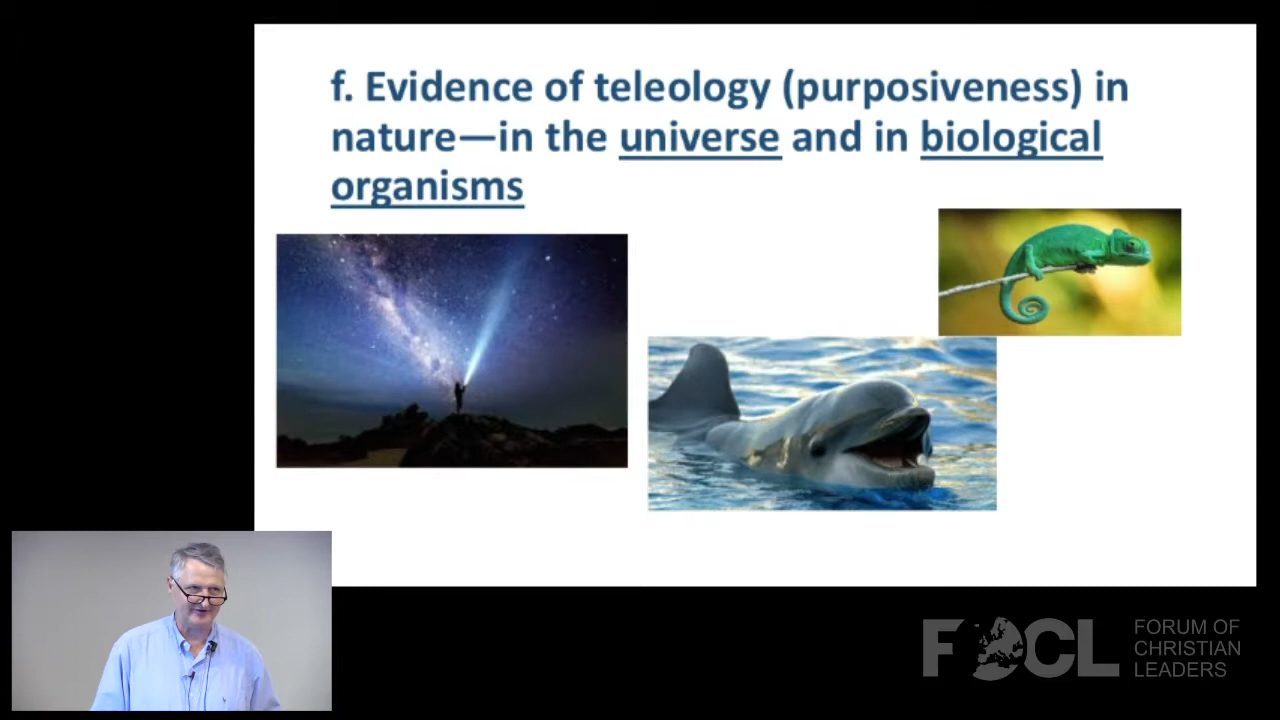 f. Evidence of teleology (purposiveness) in
nature—in the universe and in biological
organisms
FOCL
FORUM OF
CHRISTIAN
LEADERS